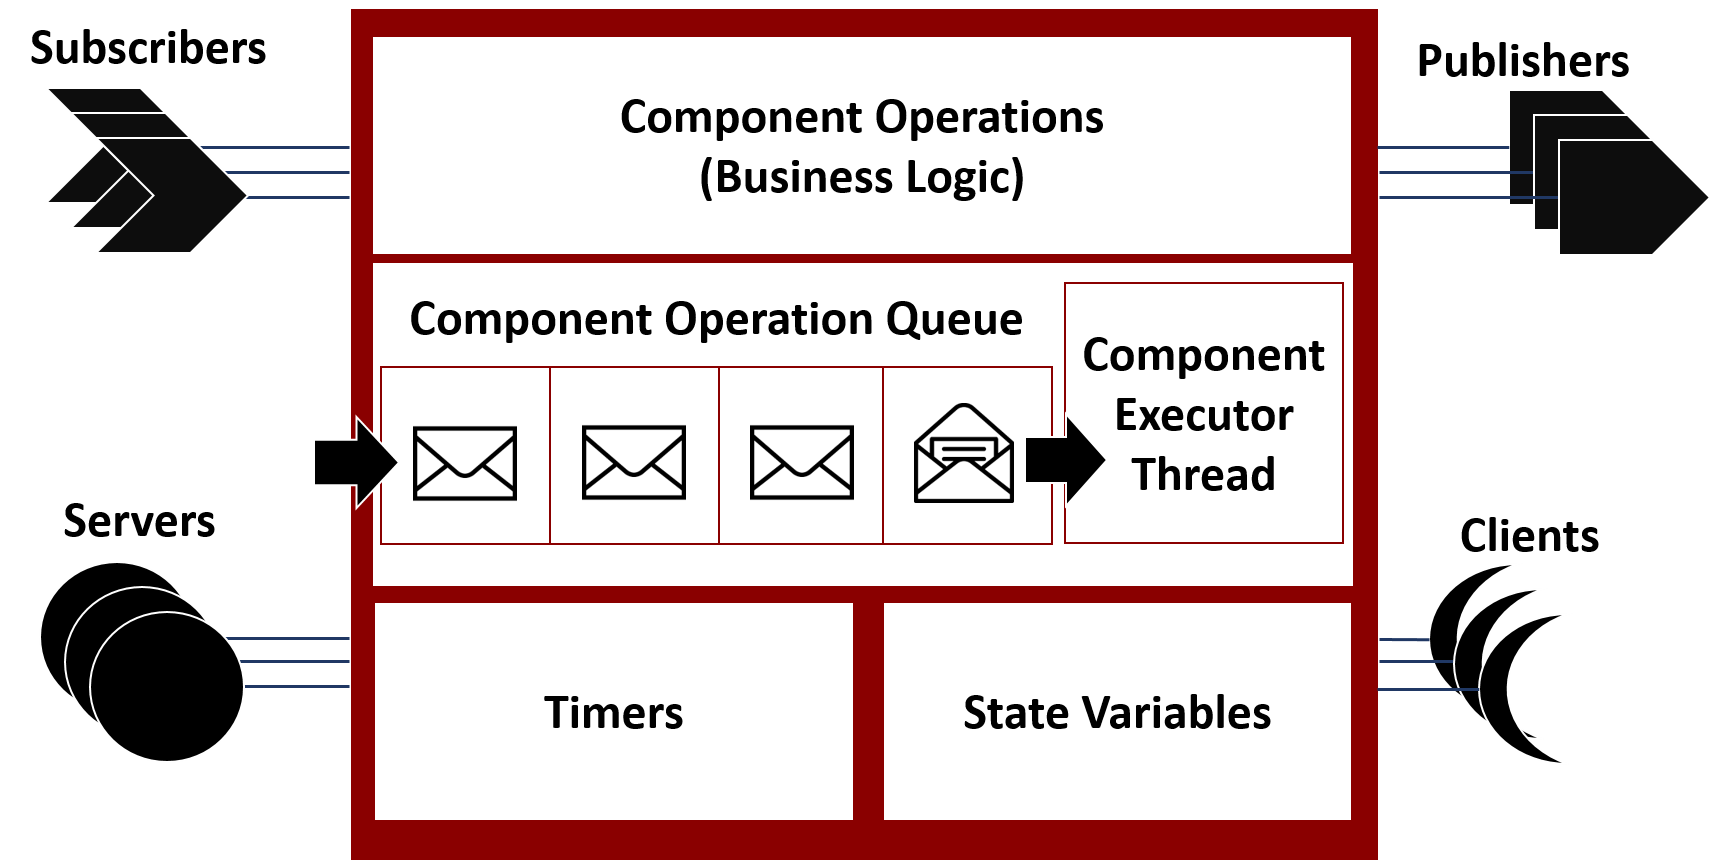 Subscribers
Publishers
Component Operations
(Business Logic)
Component Operation Queue
Component
Executor
Thread
Servers
Clients
Timers
State Variables